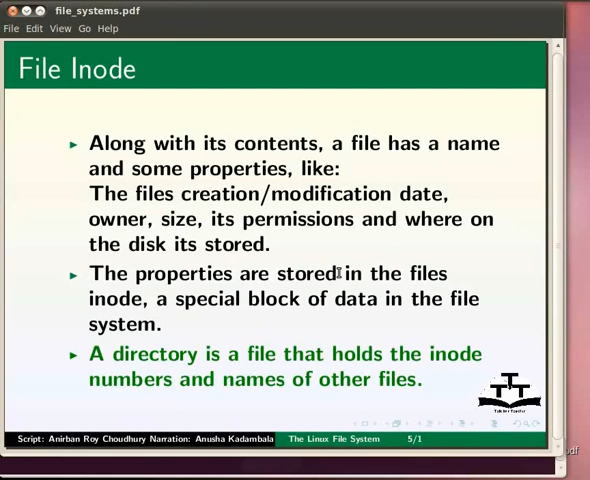 file_systems.pdf
File Edit View Go Help
File Inode
Along with its contents, a file has a name
and some properties, like:
The files creation/modification date,
owner, size, its permissions and where on
the disk its stored.
The properties are stored in the files
inode, a special block of data in the file
system.
A directory is a file that holds the inode
numbers and names of other files.
Talk to a Teacher
Script: Anirban Roy Choudhury Narration: Anusha Kadambala The Linux File System 5/1